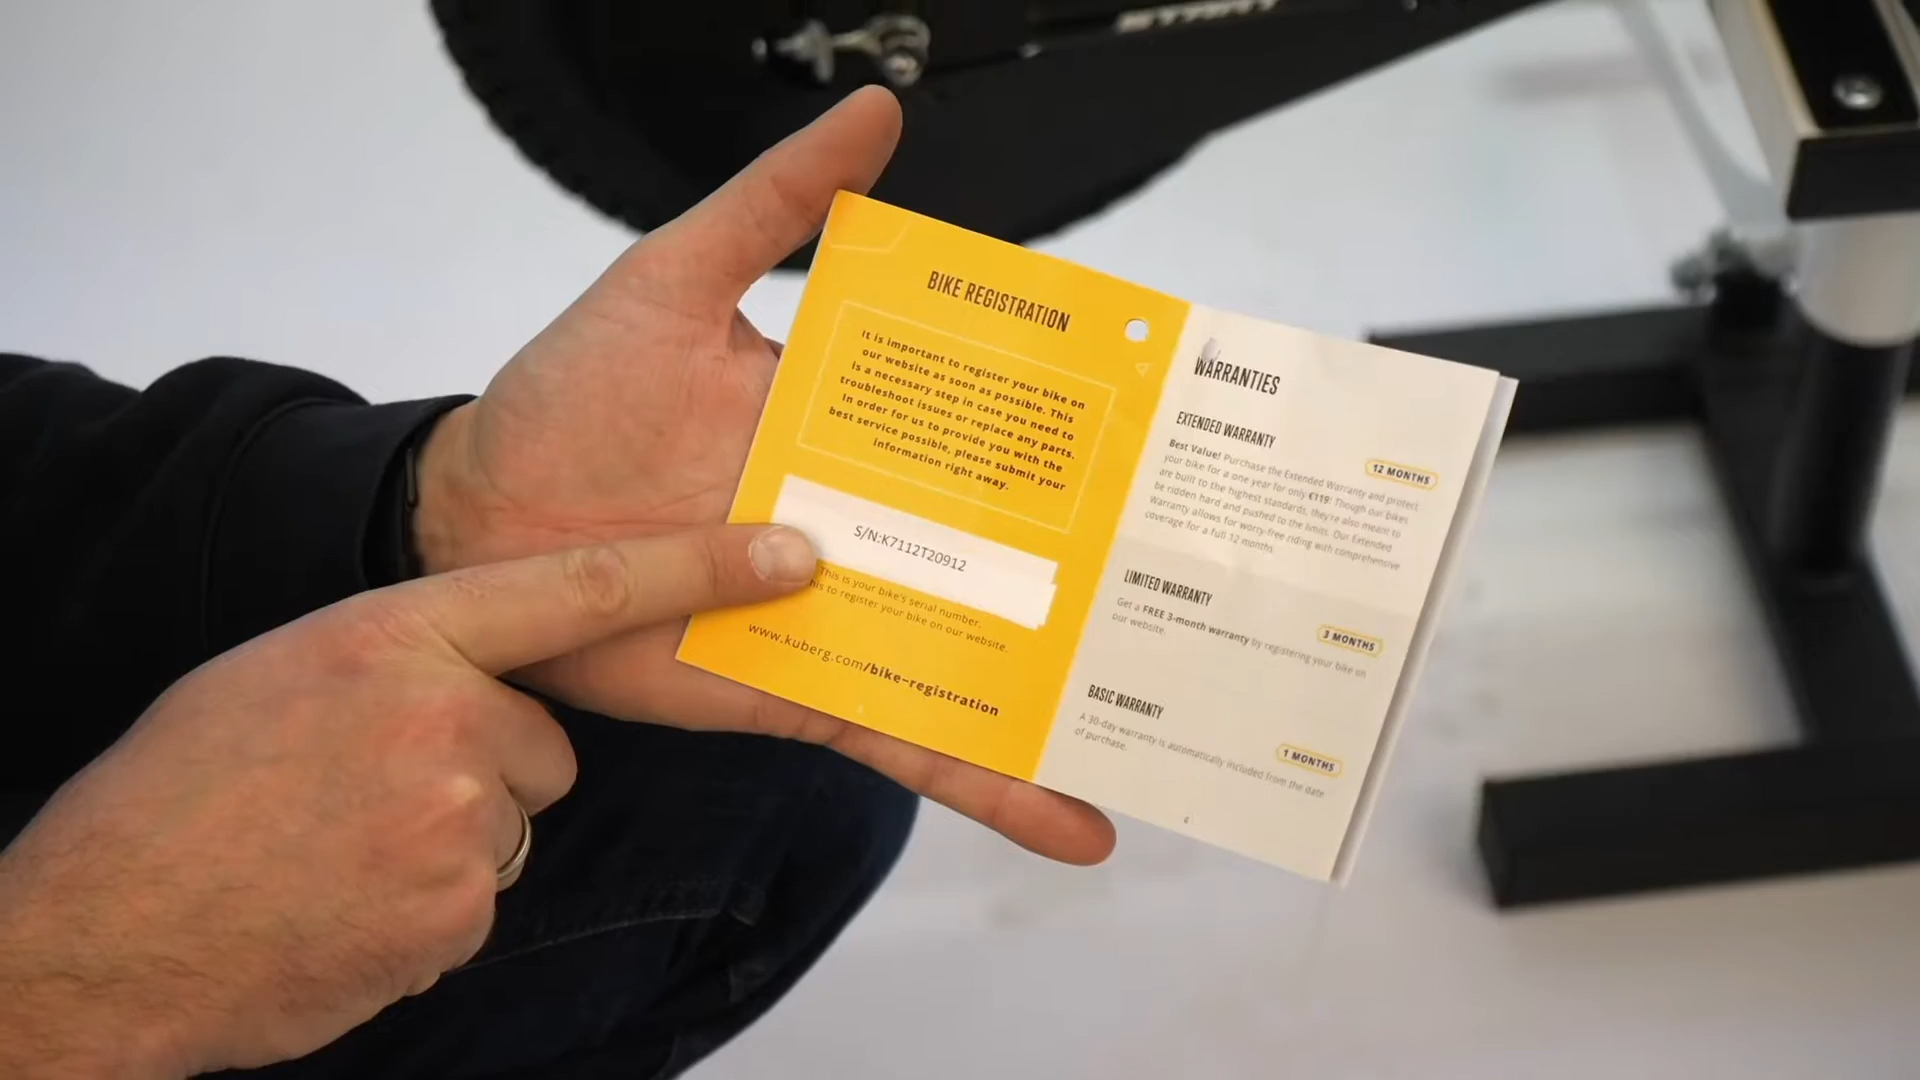 START
BIKE REGISTRATION
It is important to register your bike on
our website as soon as possible. This
is a necessary step in case you need to
troubleshoot issues or replace any parts.
In order for us to provide you with the
best service possible, please submit your
information right away.
S/N:K7112T20912
This is your bike's serial number.
this to register your bike on our website.
www.kuberg.com/bike-registration
WARRANTIES
EXTENDED WARRANTY
12 MONTHS
Best Value! Purchase the Extended Warranty and protect
your bike for a one year for only €119! Though our bikes
are built to the highest standards, they're also meant to
be ridden hard and pushed to the limits. Our Extended
Warranty allows for worry-free riding with comprehensive
coverage for a full 12 months.
LIMITED WARRANTY
3 MONTHS
Get a FREE 3-month warranty by registering your bike on
our website.
BASIC WARRANTY
1 MONTHS
A 30-day warranty is automatically included from the date
of purchase.